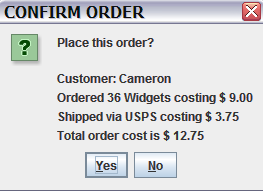 CONFIRM ORDER
Place this order?
Customer: Cameron
Ordered 36 Widgets costing $ 9.00
Shipped via USPS costing $ 3.75
Total order cost is $ 12.75
Yes No